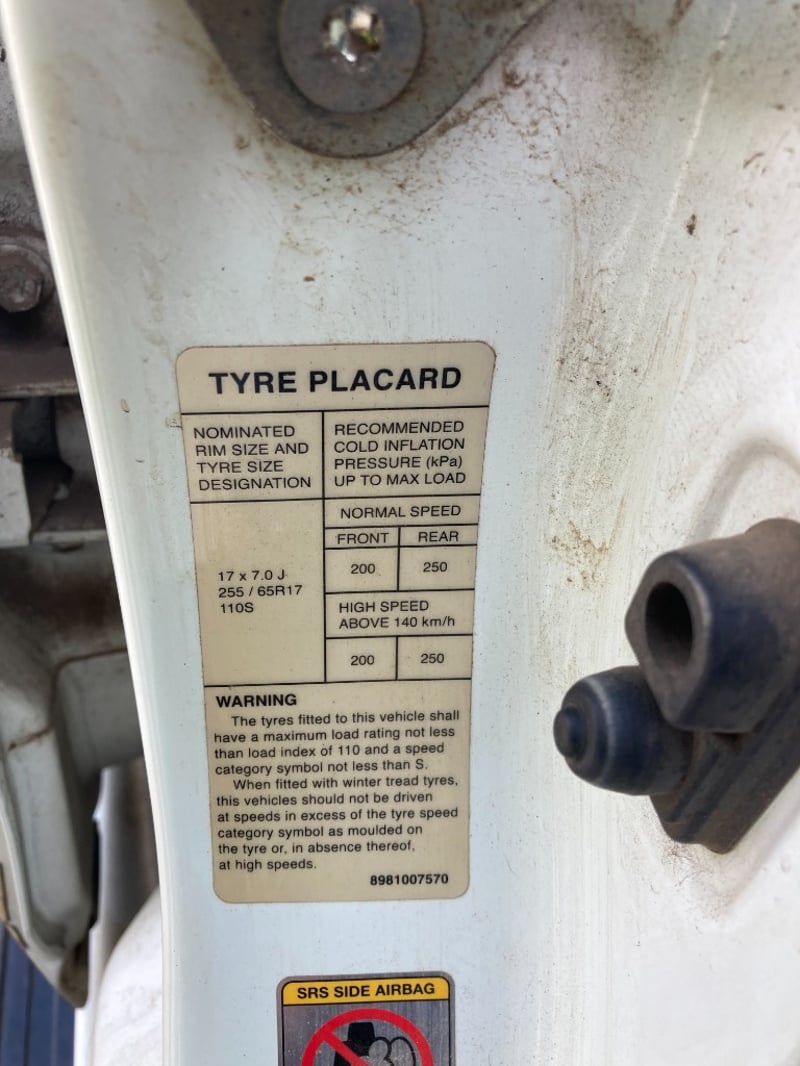 TYRE PLACARD
NOMINATED
RIM SIZE AND
TYRE SIZE
DESIGNATION
RECOMMENDED
COLD INFLATION
PRESSURE (kPa)
UP TO MAX LOAD
NORMAL SPEED
FRONT REAR
17 x 7.0 J
255 / 65R17
110S
200 250
HIGH SPEED
ABOVE 140 km/h
200 250
WARNING
The tyres fitted to this vehicle shall
have a maximum load rating not less
than load index of 110 and a speed
category symbol not less than S.
When fitted with winter tread tyres,
this vehicles should not be driven
at speeds in excess of the tyre speed
category symbol as moulded on
the tyre or, in absence thereof,
at high speeds.
8981007570
SRS SIDE AIRBAG